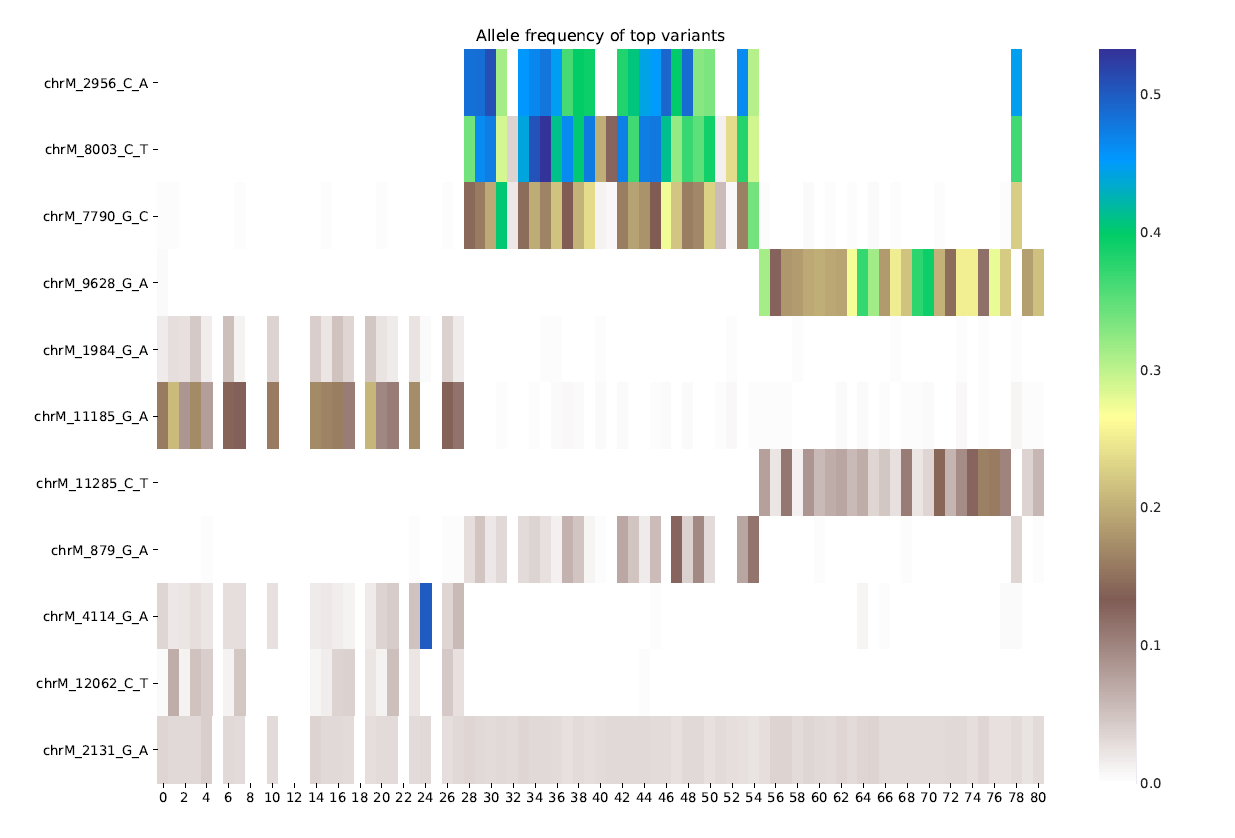 Allele frequency of top variants
chrM_2956_C_A
chrM_8003_C_T
chrM_7790_G_C
chrM_9628_G_A
chrM_1984_G_A
chrM_11185_G_A
chrM_11285_C_T
chrM_879_G_A
chrM_4114_G_A
chrM_12062_C_T
chrM_2131_G_A
0 2 4 6 8 10 12 14 16 18 20 22 24 26 28 30 32 34 36 38 40 42 44 46 48 50 52 54 56 58 60 62 64 66 68 70 72 74 76 78 80
0.5
0.4
0.3
0.2
0.1
0.0